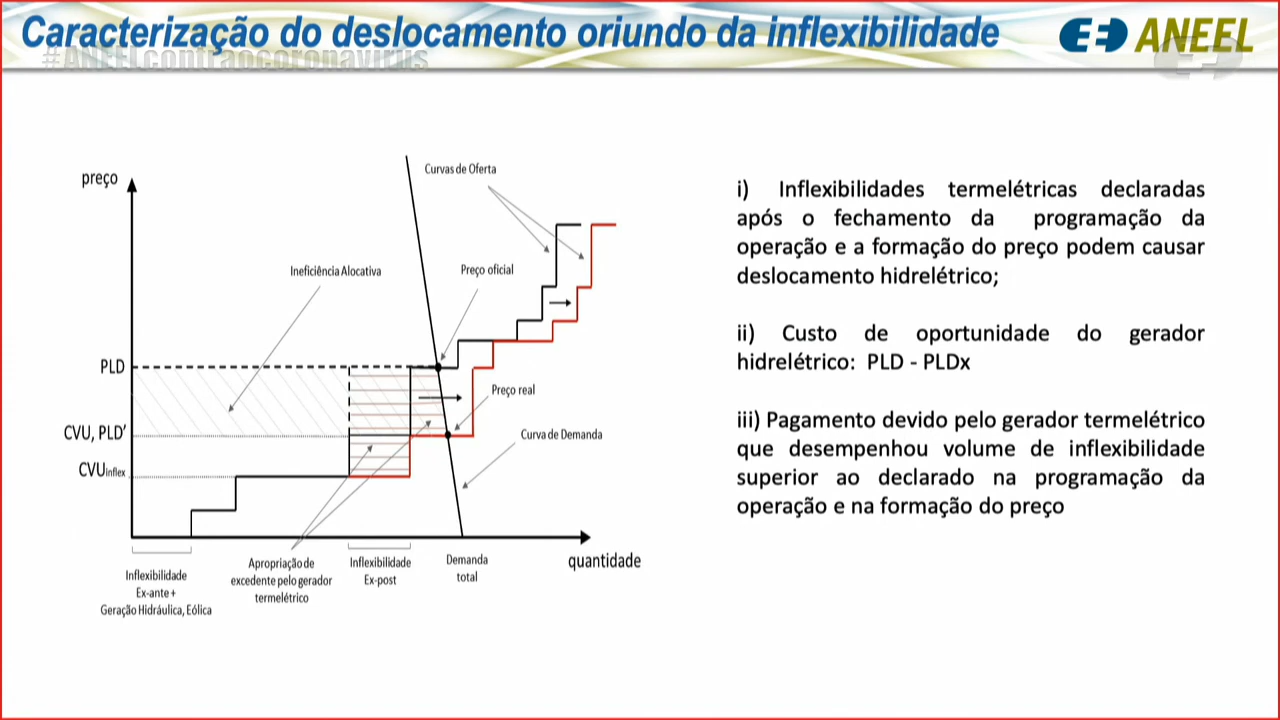 Caracterização do deslocamento oriundo da inflexibilidade
ANEEL
#ANEELcontraocoronavirus
preço
Curvas de Oferta
Ineficiência Alocativa
Preço oficial
PLD
Preço real
CVU, PLD'
Curva de Demanda
CVUinflex
quantidade
Inflexibilidade
Ex-ante +
Geração Hidráulica, Eólica
Apropriação de
excedente pelo gerador
termelétrico
Inflexibilidade
Ex-post
Demanda
total
i) Inflexibilidades termelétricas declaradas
após o fechamento da programação da
operação e a formação do preço podem causar
deslocamento hidrelétrico;
ii) Custo de oportunidade do gerador
hidrelétrico: PLD - PLDx
iii) Pagamento devido pelo gerador termelétrico
que desempenhou volume de inflexibilidade
superior ao declarado na programação da
operação e na formação do preço